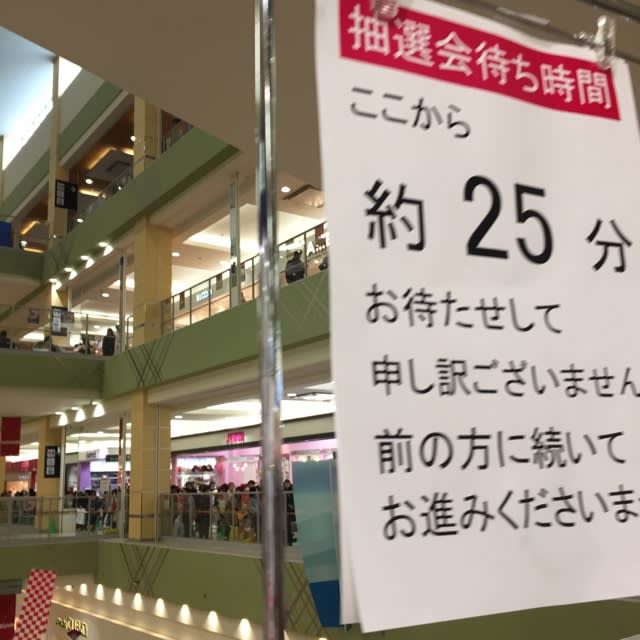 抽選会待ち時間
ここから
約 25 分
お待たせして
申し訳ございません
前の方に続いて
お進みくださいま